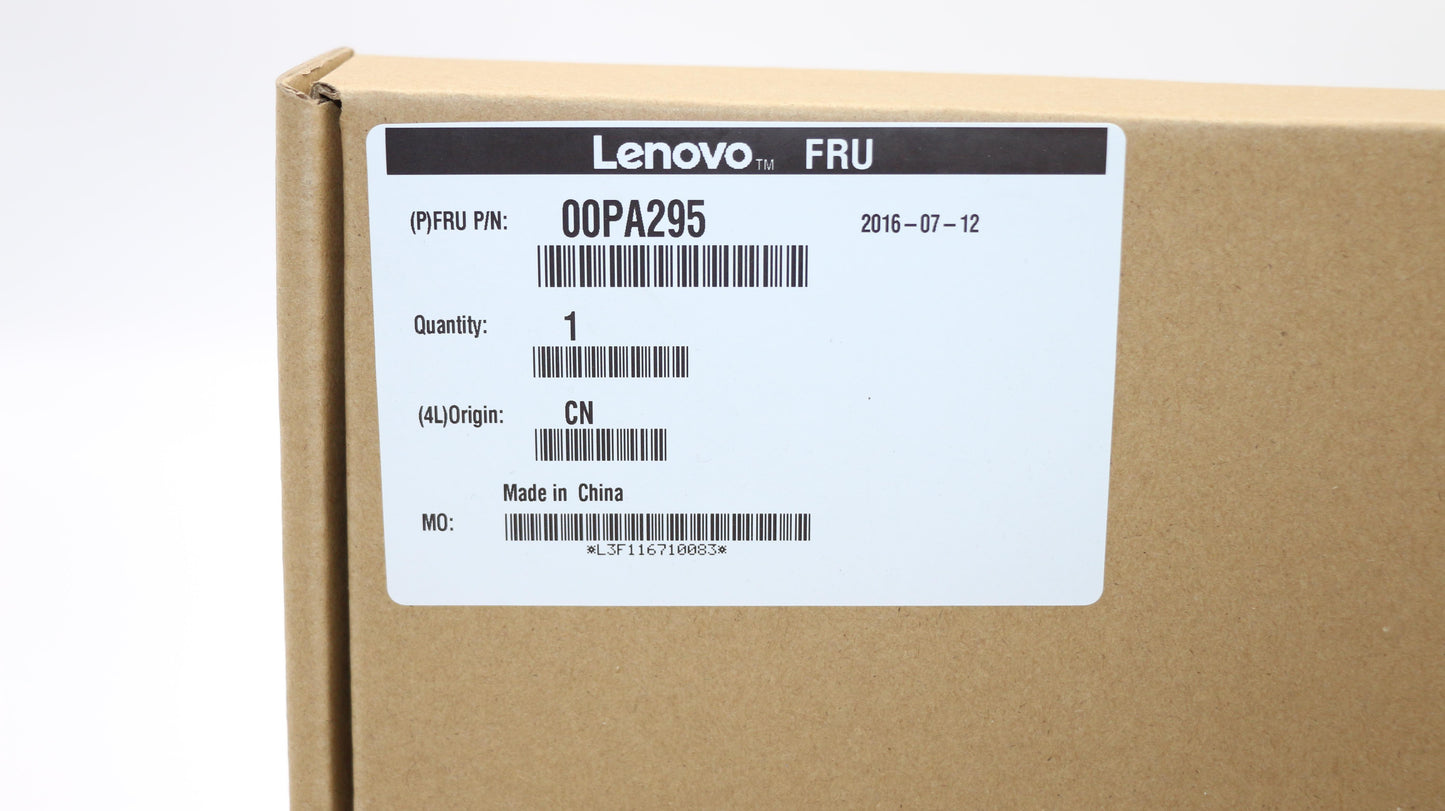 Lenovo™ FRU
(P)FRU P/N: 00PA295 2016-07-12
Quantity: 1
(4L)Origin: CN
Made in China
MO:
*L3F116710083*